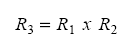 R₃ = R₁ x R₂